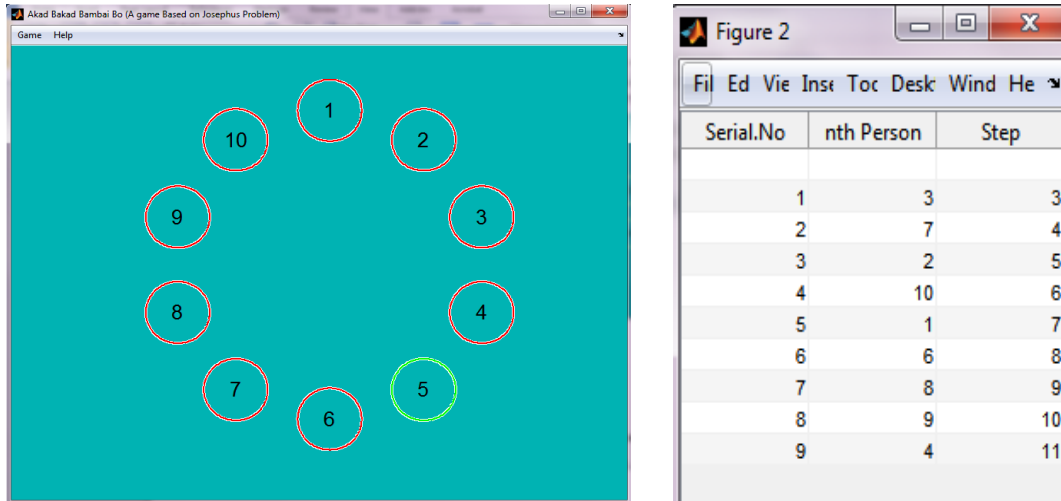 Akad Bakad Bambai Bo (A game Based on Josephus Problem)
Game Help
1
10 2
9 3
8 4
7 5
6
Figure 2
Fil Ed Vie Inse Toc Desk Wind He
Serial.No nth Person Step
1 3 3
2 7 4
3 2 5
4 10 6
5 1 7
6 6 8
7 8 9
8 9 10
9 4 11